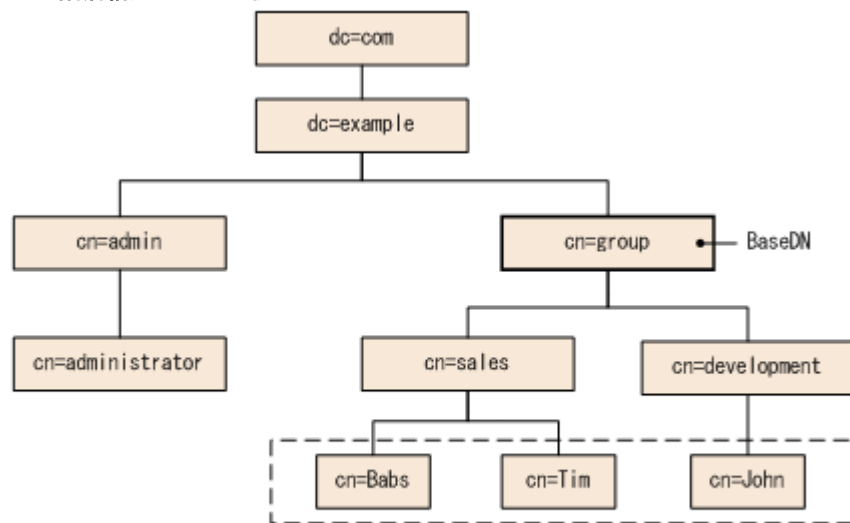 dc=com
dc=example
cn=admin
cn=group
BaseDN
cn=administrator
cn=sales
cn=development
cn=Babs
cn=Tim
cn=John